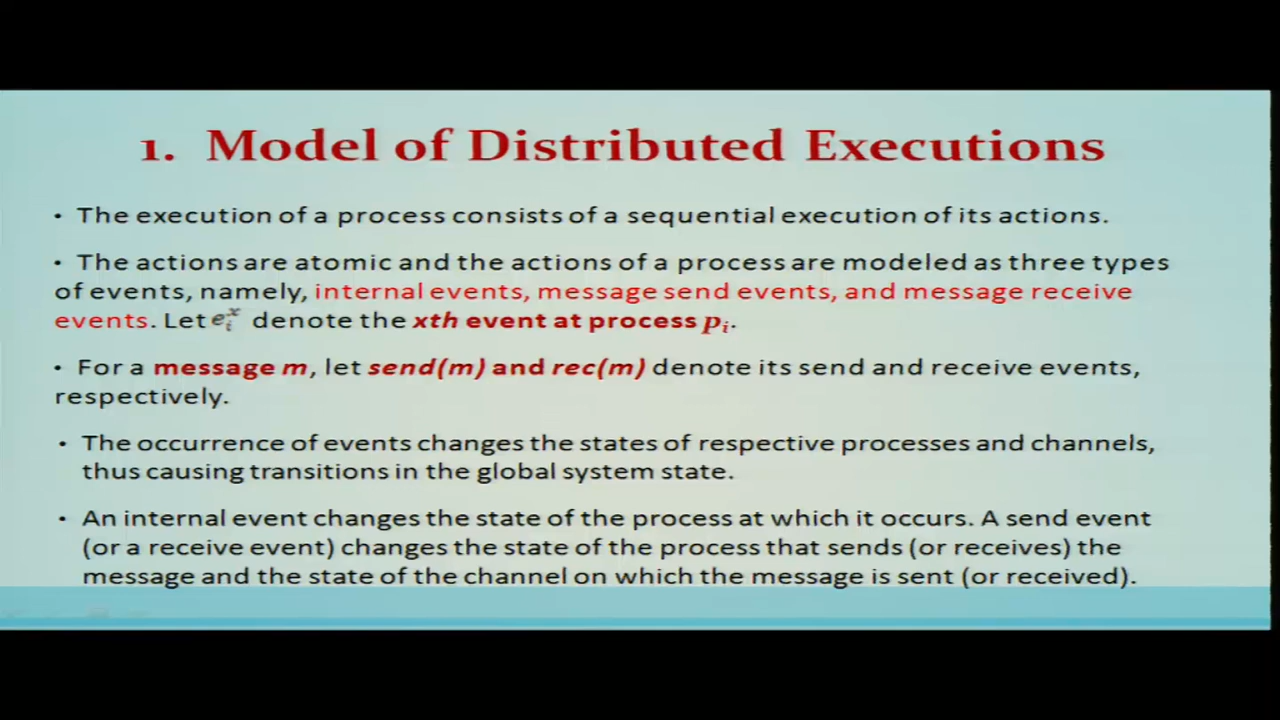 1. Model of Distributed Executions
• The execution of a process consists of a sequential execution of its actions.
• The actions are atomic and the actions of a process are modeled as three types
of events, namely, internal events, message send events, and message receive
events. Let e_i^x denote the xth event at process p_i.
• For a message m, let send(m) and rec(m) denote its send and receive events,
respectively.
• The occurrence of events changes the states of respective processes and channels,
thus causing transitions in the global system state.
• An internal event changes the state of the process at which it occurs. A send event
(or a receive event) changes the state of the process that sends (or receives) the
message and the state of the channel on which the message is sent (or received).